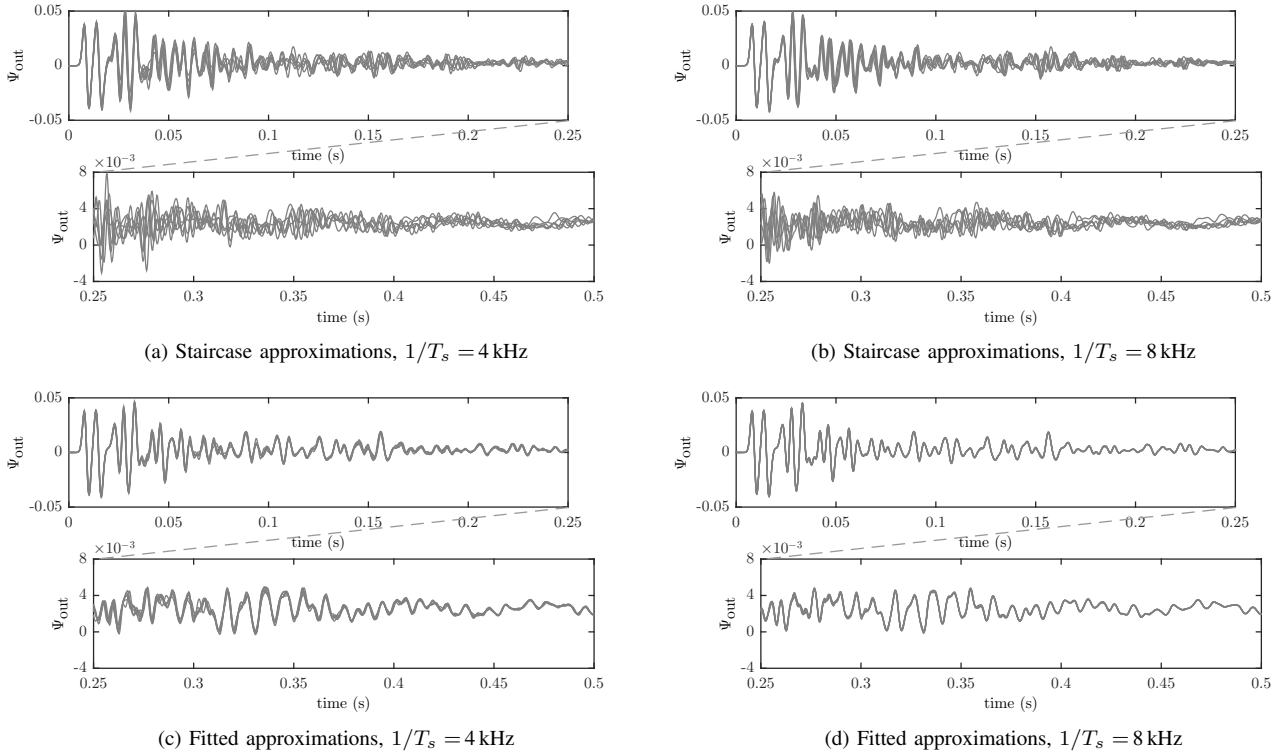 0.05
Ψout
-0.05
0 0.05 0.1 0.15 0.2 0.25
time (s)
×10⁻³
8
4
Ψout
0
-4
0.25 0.3 0.35 0.4 0.45 0.5
time (s)
(a) Staircase approximations, 1/Ts = 4 kHz
0.05
Ψout
0
-0.05
0 0.05 0.1 0.15 0.2 0.25
time (s)
×10⁻³
8
4
Ψout
0
-4
0.25 0.3 0.35 0.4 0.45 0.5
time (s)
(b) Staircase approximations, 1/Ts = 8 kHz
0.05
Ψout
0
-0.05
0 0.05 0.1 0.15 0.2 0.25
time (s)
×10⁻³
8
4
Ψout
0
-4
0.25 0.3 0.35 0.4 0.45 0.5
time (s)
(c) Fitted approximations, 1/Ts = 4 kHz
0.05
Ψout
0
-0.05
0 0.05 0.1 0.15 0.2 0.25
time (s)
×10⁻³
8
4
Ψout
0
-4
0.25 0.3 0.35 0.4 0.45 0.5
time (s)
(d) Fitted approximations, 1/Ts = 8 kHz